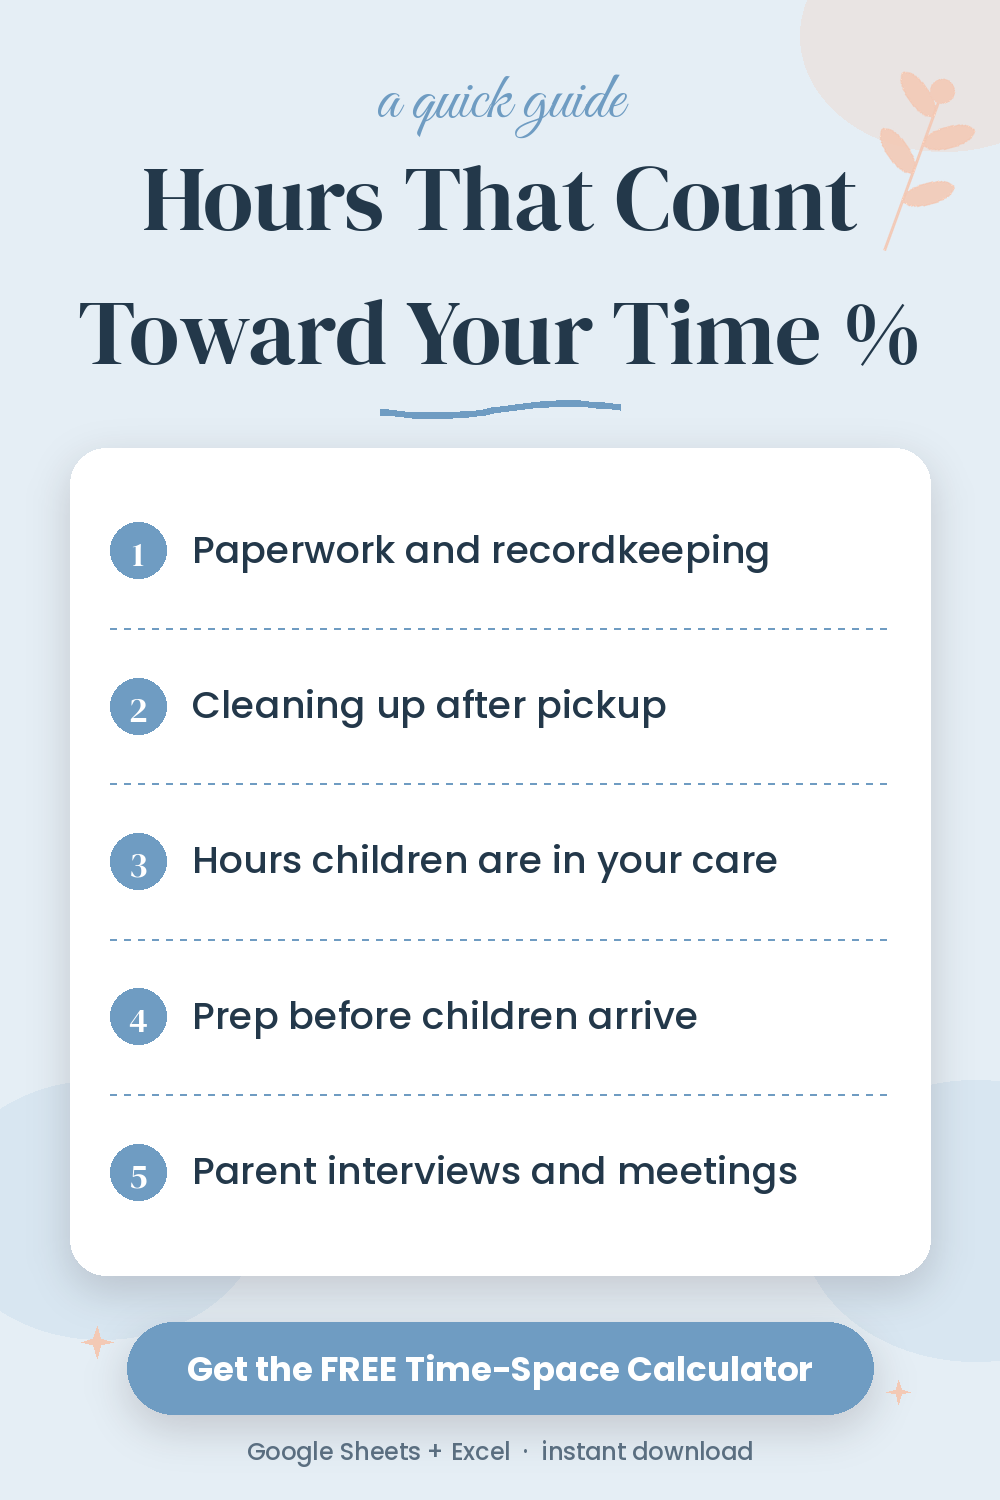 a quick guide
Hours That Count
Toward Your Time %
1 Paperwork and recordkeeping
2 Cleaning up after pickup
3 Hours children are in your care
4 Prep before children arrive
5 Parent interviews and meetings
Get the FREE Time-Space Calculator
Google Sheets + Excel · instant download